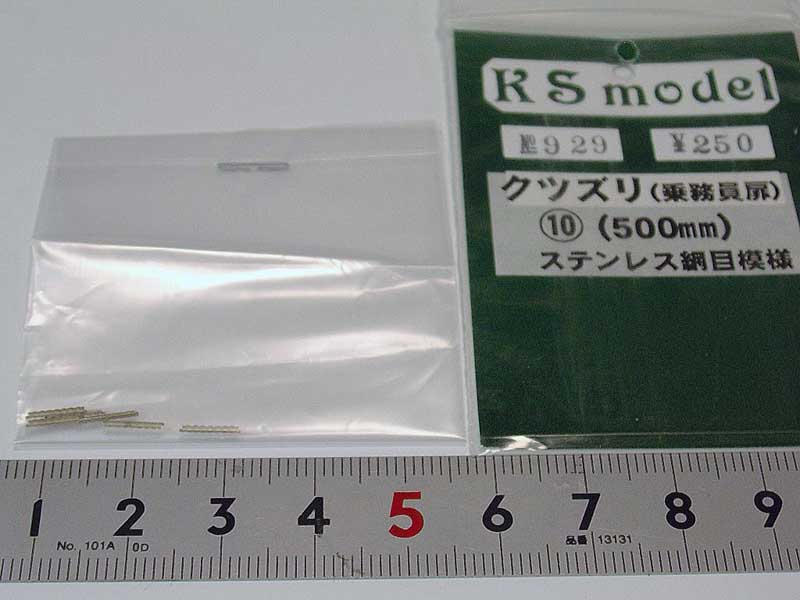 KS model
№929 ¥250
クツズリ(乗務員扉)
⑩(500mm)
ステンレス網目模様
1 2 3 4 5 6 7 8 9
No. 101A 0D 品番 13131